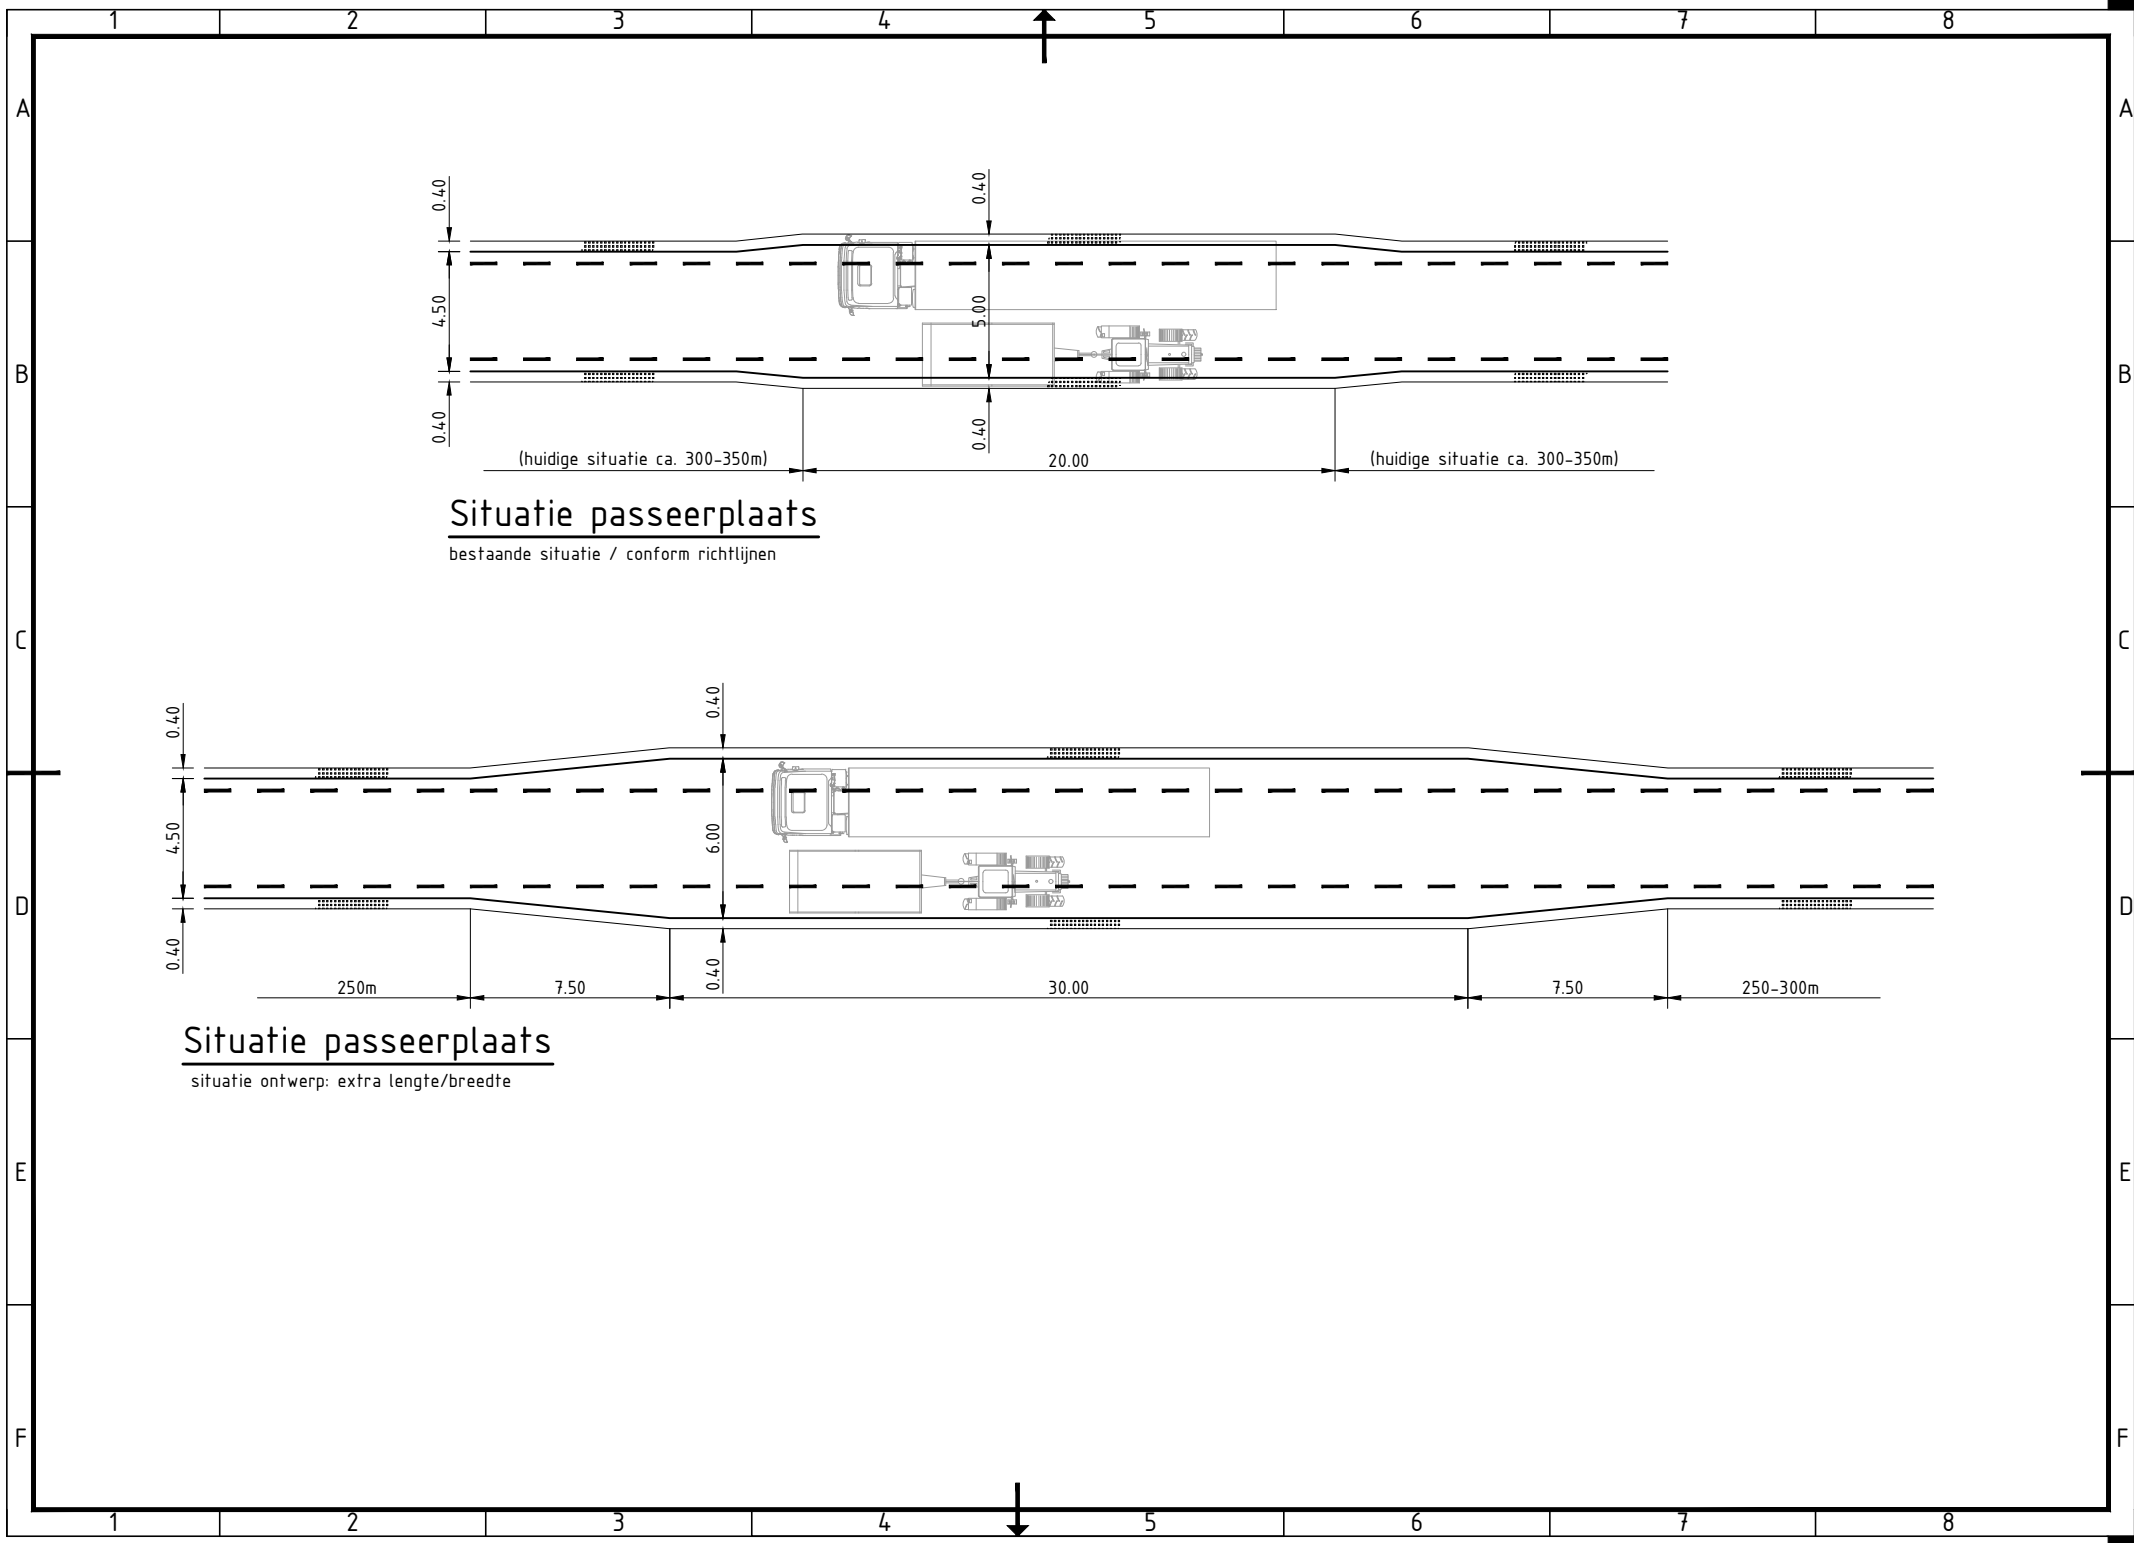 1 2 3 4 5 6 7 8
A A
0.40 0.40
4.50 5.00
B B
0.40 0.40
(huidige situatie ca. 300-350m) 20.00 (huidige situatie ca. 300-350m)
Situatie passeerplaats
bestaande situatie / conform richtlijnen
C C
0.40 0.40
4.50 6.00
D D
0.40 0.40
250m 7.50 30.00 7.50 250-300m
Situatie passeerplaats
situatie ontwerp: extra lengte/breedte
E E
F F
1 2 3 4 5 6 7 8